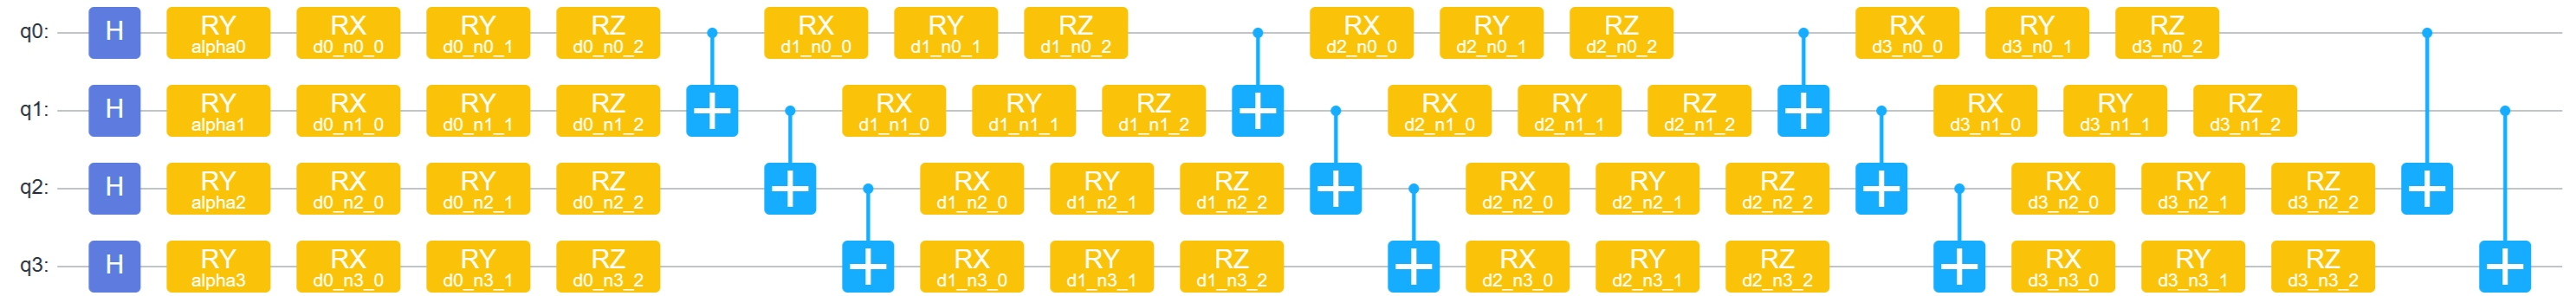 q0: H RY RX RY RZ RX RY RZ RX RY RZ RX RY RZ
alpha0 d0_n0_0 d0_n0_1 d0_n0_2 d1_n0_0 d1_n0_1 d1_n0_2 d2_n0_0 d2_n0_1 d2_n0_2 d3_n0_0 d3_n0_1 d3_n0_2
q1: H RY RX RY RZ RX RY RZ RX RY RZ RX RY RZ
alpha1 d0_n1_0 d0_n1_1 d0_n1_2 d1_n1_0 d1_n1_1 d1_n1_2 d2_n1_0 d2_n1_1 d2_n1_2 d3_n1_0 d3_n1_1 d3_n1_2
q2: H RY RX RY RZ RX RY RZ RX RY RZ RX RY RZ
alpha2 d0_n2_0 d0_n2_1 d0_n2_2 d1_n2_0 d1_n2_1 d1_n2_2 d2_n2_0 d2_n2_1 d2_n2_2 d3_n2_0 d3_n2_1 d3_n2_2
q3: H RY RX RY RZ RX RY RZ RX RY RZ RX RY RZ
alpha3 d0_n3_0 d0_n3_1 d0_n3_2 d1_n3_0 d1_n3_1 d1_n3_2 d2_n3_0 d2_n3_1 d2_n3_2 d3_n3_0 d3_n3_1 d3_n3_2